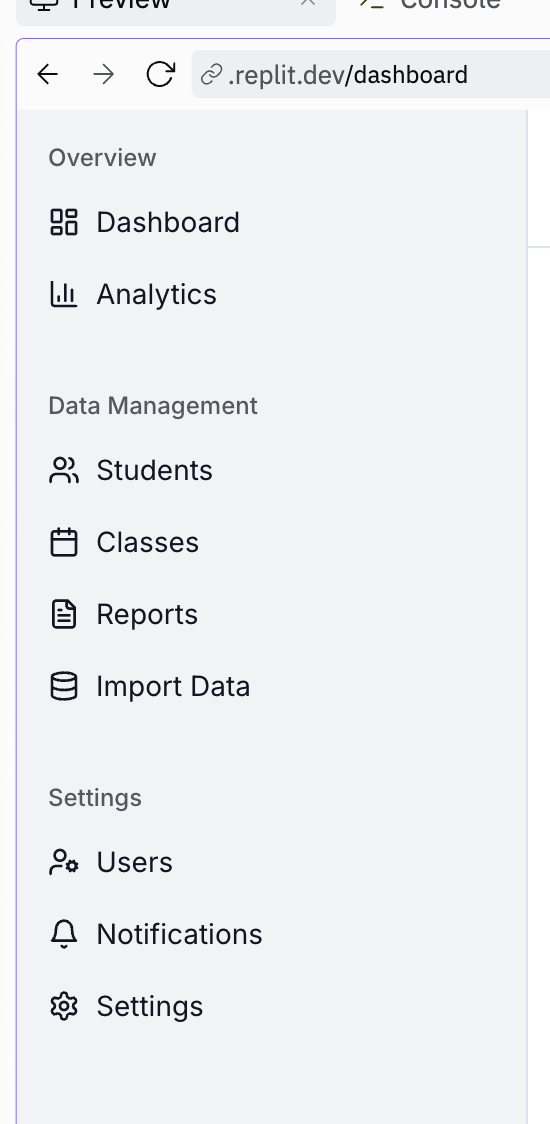 Preview
Console
.replit.dev/dashboard
Overview
Dashboard
Analytics
Data Management
Students
Classes
Reports
Import Data
Settings
Users
Notifications
Settings